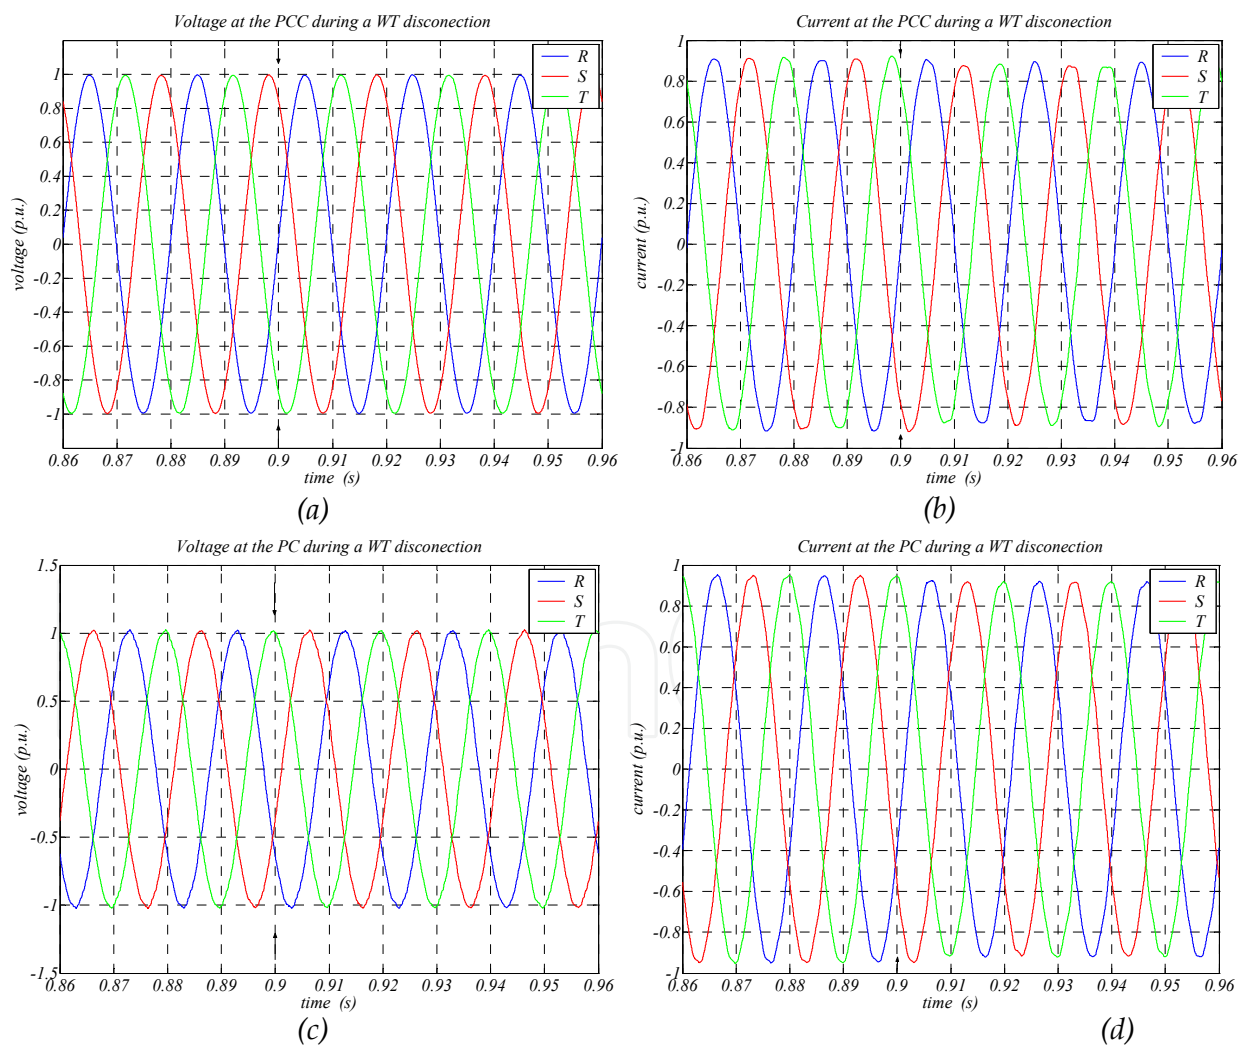 Voltage at the PCC during a WT disconection
1
0.8
0.6
0.4
0.2
0
-0.2
-0.4
-0.6
-0.8
-1
voltage (p.u.)
R
S
T
0.86 0.87 0.88 0.89 0.9 0.91 0.92 0.93 0.94 0.95 0.96
time (s)
(a)
Current at the PCC during a WT disconection
1
0.8
0.6
0.4
0.2
0
-0.2
-0.4
-0.6
-0.8
-1
current (p.u.)
R
S
T
0.86 0.87 0.88 0.89 0.9 0.91 0.92 0.93 0.94 0.95 0.96
time (s)
(b)
Voltage at the PC during a WT disconection
1.5
1
0.5
0
-0.5
-1
-1.5
voltage (p.u.)
R
S
T
0.86 0.87 0.88 0.89 0.9 0.91 0.92 0.93 0.94 0.95 0.96
time (s)
(c)
Current at the PC during a WT disconection
1
0.8
0.6
0.4
0.2
0
-0.2
-0.4
-0.6
-0.8
-1
current (p.u.)
R
S
T
0.86 0.87 0.88 0.89 0.9 0.91 0.92 0.93 0.94 0.95 0.96
time (s)
(d)